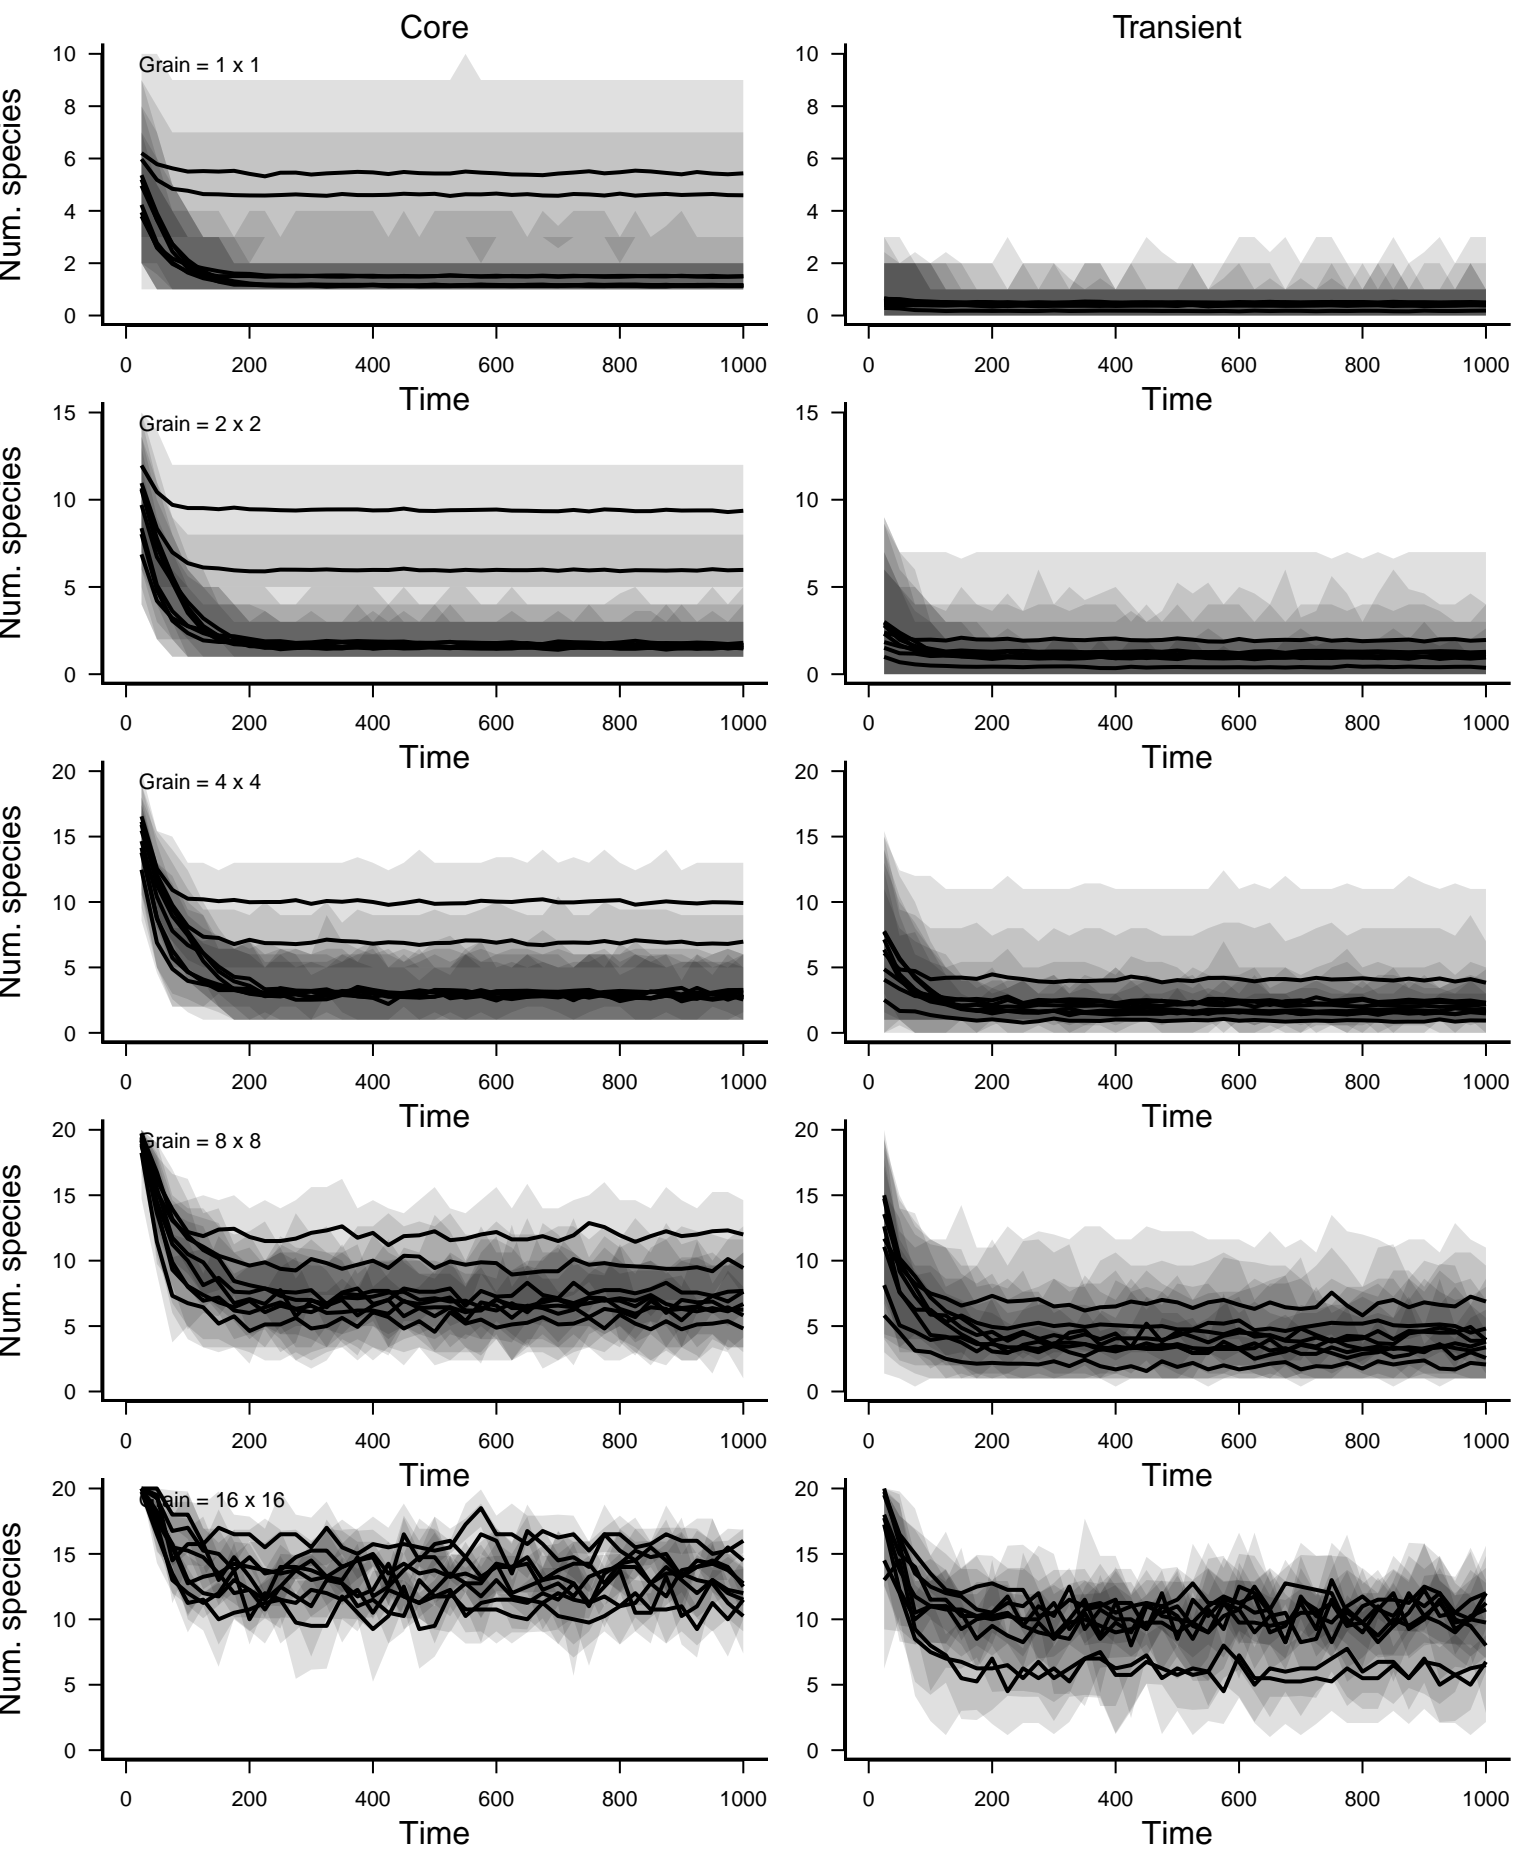 Core Transient
Num. species
10 8 6 4 2 0
Grain = 1 x 1
0 200 400 600 800 1000
Time
10 8 6 4 2 0
0 200 400 600 800 1000
Time
Num. species
15 10 5 0
Grain = 2 x 2
0 200 400 600 800 1000
Time
15 10 5 0
0 200 400 600 800 1000
Time
Num. species
20 15 10 5 0
Grain = 4 x 4
0 200 400 600 800 1000
Time
20 15 10 5 0
0 200 400 600 800 1000
Time
Num. species
20 15 10 5 0
Grain = 8 x 8
0 200 400 600 800 1000
Time
20 15 10 5 0
0 200 400 600 800 1000
Time
Num. species
20 15 10 5 0
Grain = 16 x 16
0 200 400 600 800 1000
Time
20 15 10 5 0
0 200 400 600 800 1000
Time